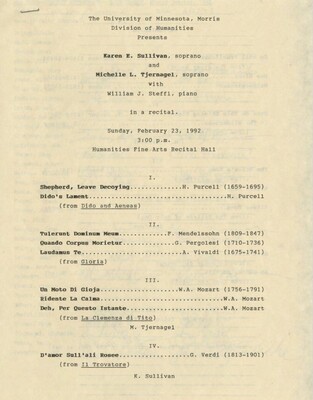 The University of Minnesota, Morris
Division of Humanities
Presents
Karen E. Sullivan, soprano
and
Michelle L. Tjernagel, soprano
with
William J. Steffi, piano
in a recital.
Sunday, February 23, 1992
3:00 p.m.
Humanities Fine Arts Recital Hall
I.
Shepherd, Leave Decoying............H. Purcell (1659-1695)
Dido's Lament.................................H. Purcell
(from Dido and Aeneas)
II.
Tulerunt Dominum Meum............F. Mendelssohn (1809-1847)
Quando Corpus Morietur..............G. Pergolesi (1710-1736)
Laudamus Te...........................A. Vivaldi (1675-1741)
(from Gloria)
III.
Un Moto Di Gioja.....................W.A. Mozart (1756-1791)
Ridente La Calma...............................W.A. Mozart
Deh, Per Questo Istante........................W.A. Mozart
(from La Clemenza di Tito)
M. Tjernagel
IV.
D'amor Sull'ali Rosee...................G. Verdi (1813-1901)
(from Il Trovatore)
K. Sullivan